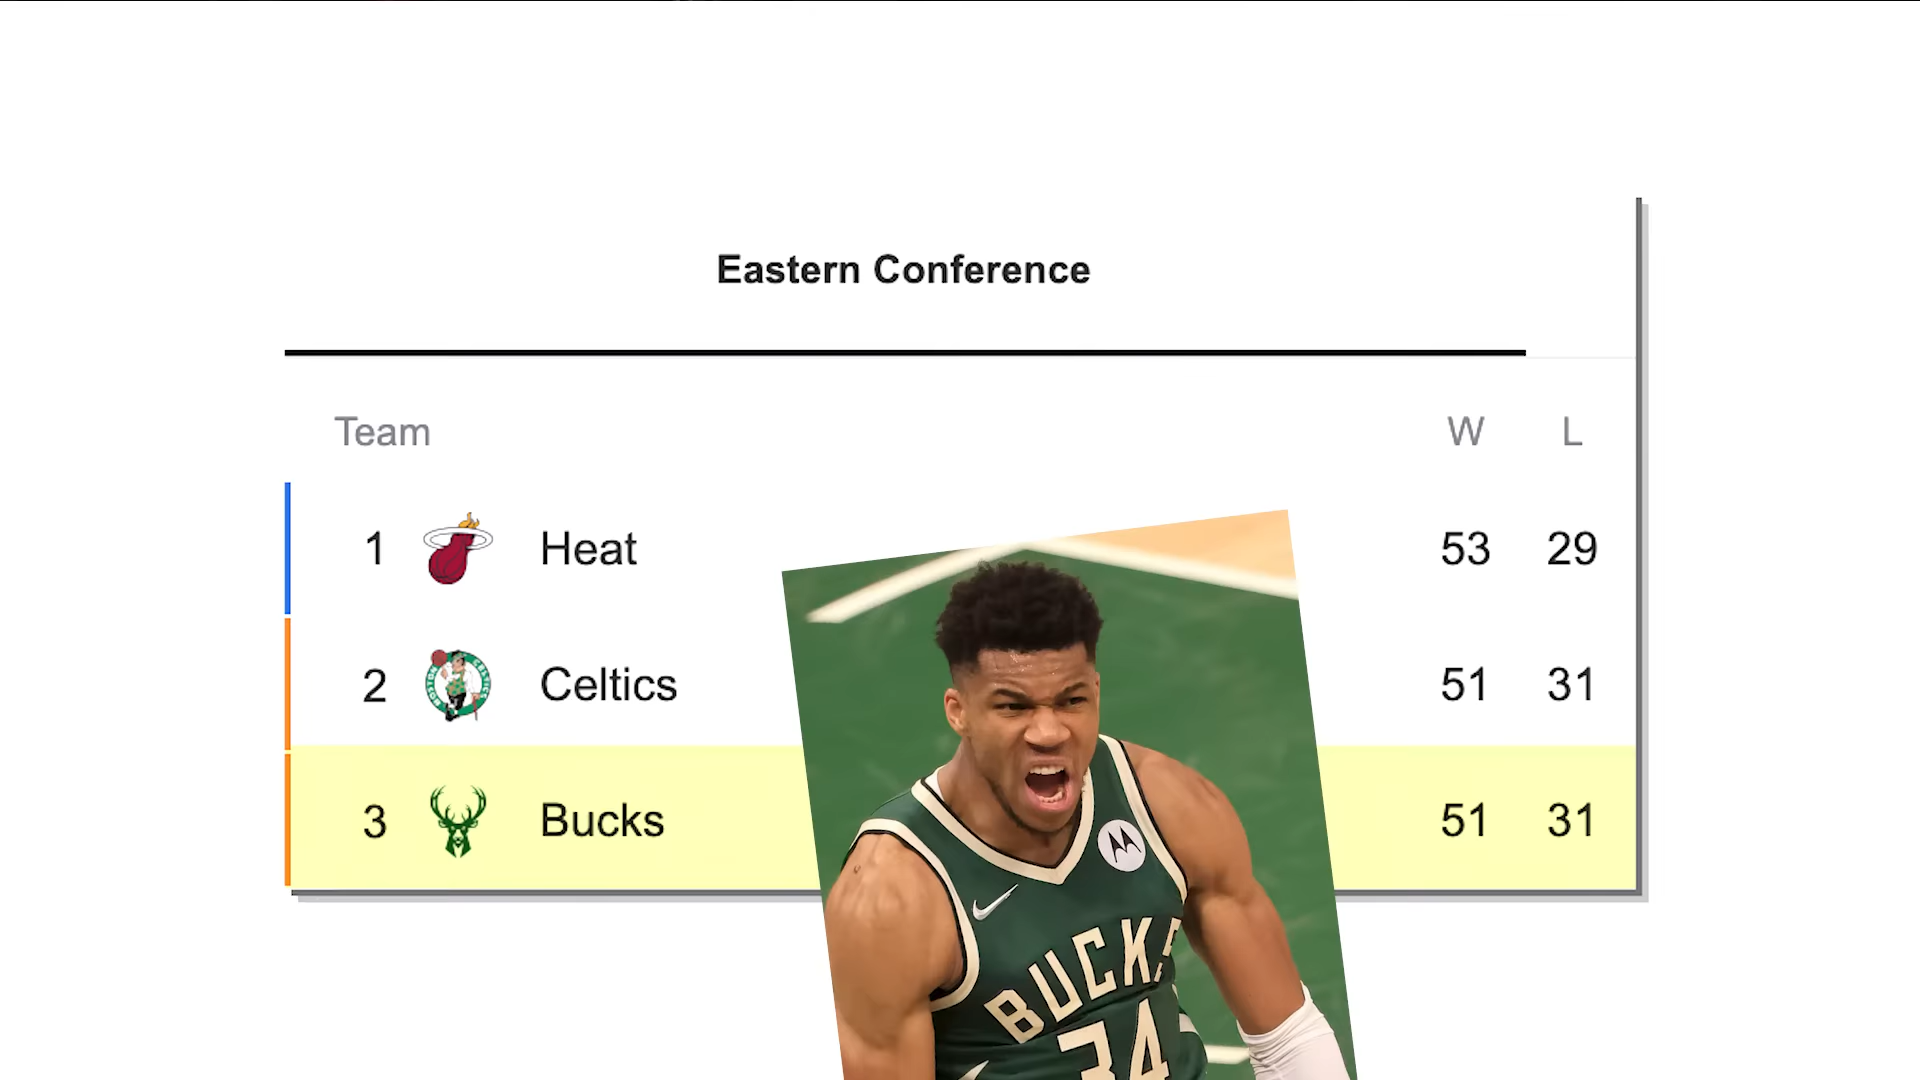 Eastern Conference
Team W L
1 Heat 53 29
2 Celtics 51 31
3 Bucks 51 31
BUCKS
34